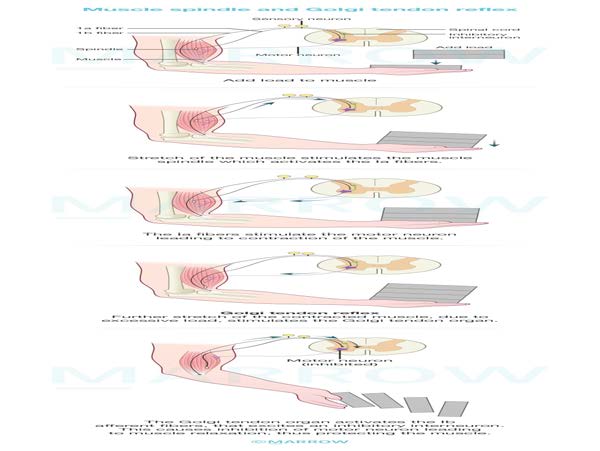 Muscle spindle and Golgi tendon reflex
Sensory neuron
1a fiber
1b fiber
Spinal cord
Inhibitory
interneuron
Add load
Spindle
Muscle
Motor neuron
Add load to muscle
Stretch of the muscle stimulates the muscle
spindle which activates the Ia fibers.
The Ia fibers stimulate the motor neuron
leading to contraction of the muscle.
Golgi tendon reflex
Further stretch of the contracted muscle, due to
excessive load, stimulates the Golgi tendon organ.
Motor neuron
(inhibited)
The Golgi tendon organ activates the Ib
afferent fibers, that excites an inhibitory interneuron.
This causes inhibition of motor neuron leading
to muscle relaxation, thus protecting the muscle.
©MARROW